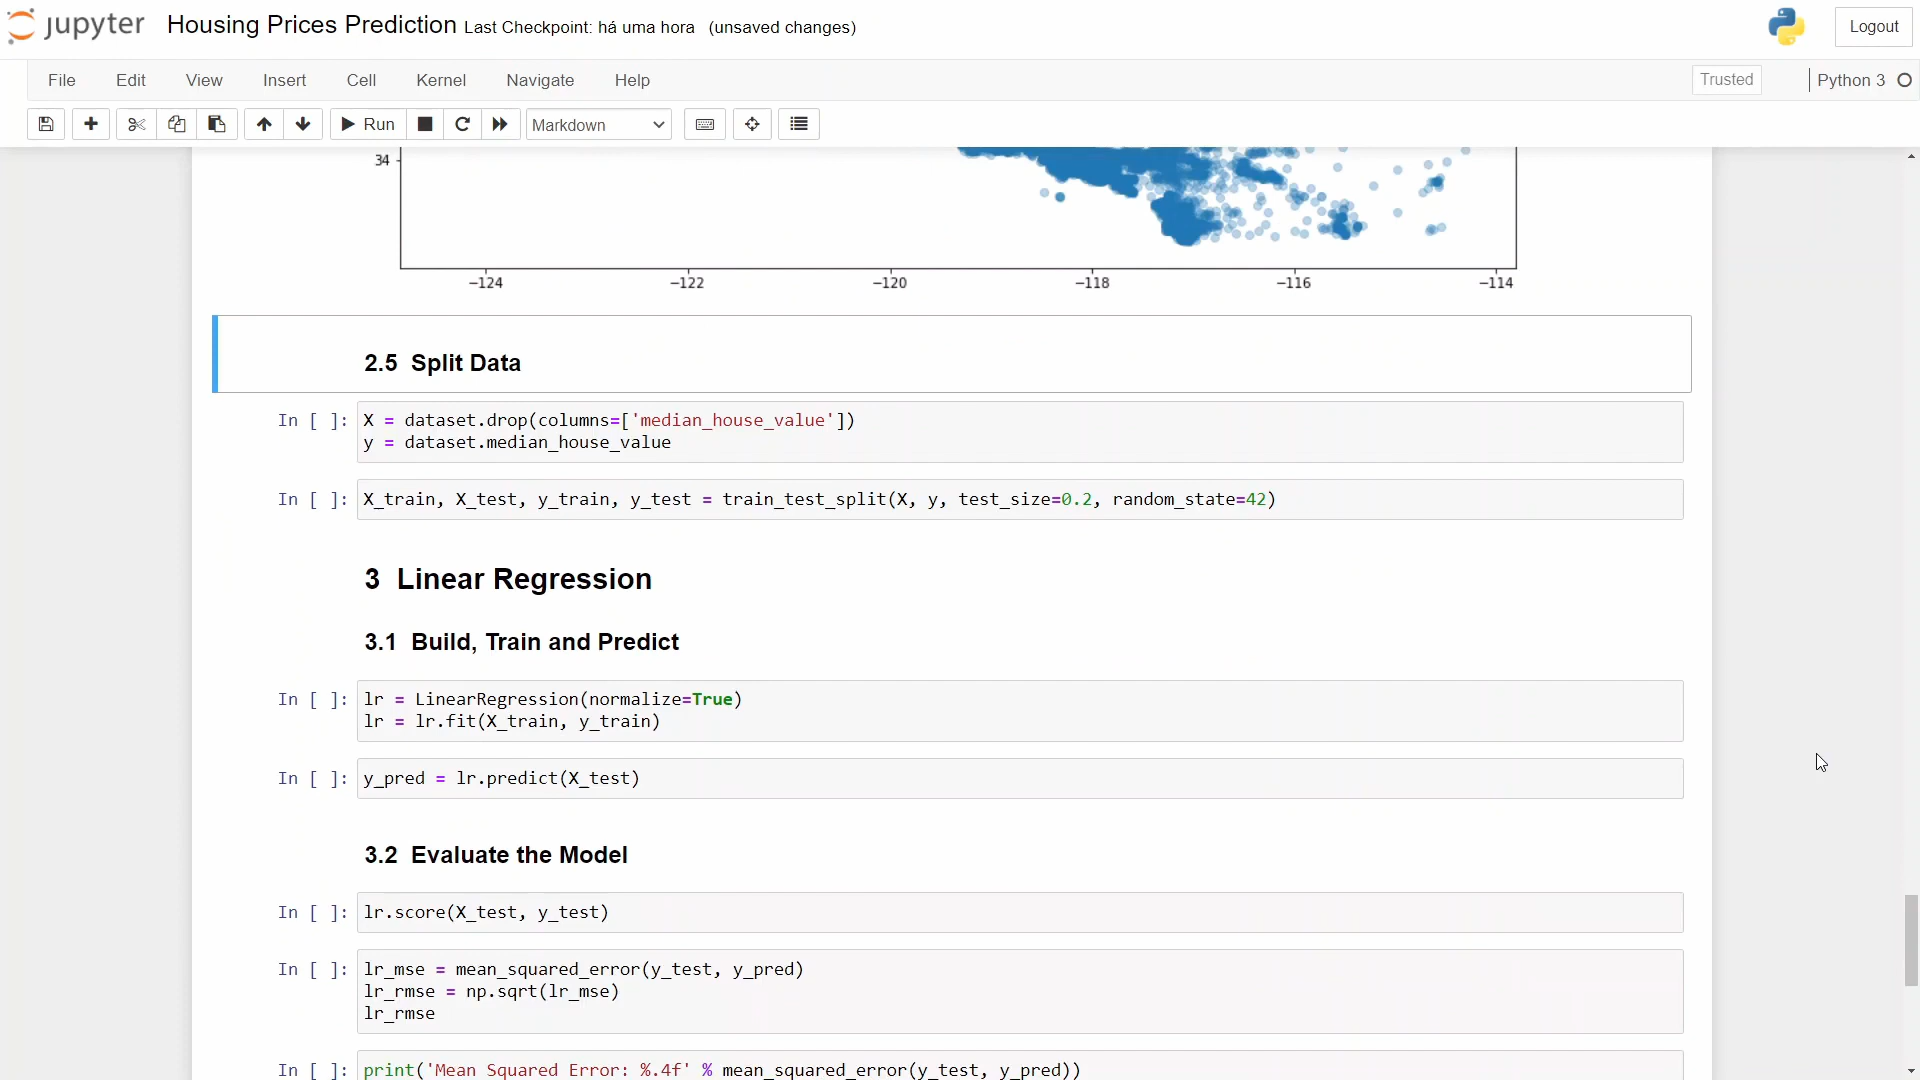 jupyter Housing Prices Prediction Last Checkpoint: há uma hora (unsaved changes) Logout
File Edit View Insert Cell Kernel Navigate Help Trusted Python 3
Run Markdown
34
−124 −122 −120 −118 −116 −114
2.5 Split Data
In [ ]: X = dataset.drop(columns=['median_house_value'])
y = dataset.median_house_value
In [ ]: X_train, X_test, y_train, y_test = train_test_split(X, y, test_size=0.2, random_state=42)
3 Linear Regression
3.1 Build, Train and Predict
In [ ]: lr = LinearRegression(normalize=True)
lr = lr.fit(X_train, y_train)
In [ ]: y_pred = lr.predict(X_test)
3.2 Evaluate the Model
In [ ]: lr.score(X_test, y_test)
In [ ]: lr_mse = mean_squared_error(y_test, y_pred)
lr_rmse = np.sqrt(lr_mse)
lr_rmse
In [ ]: print('Mean Squared Error: %.4f' % mean_squared_error(y_test, y_pred))